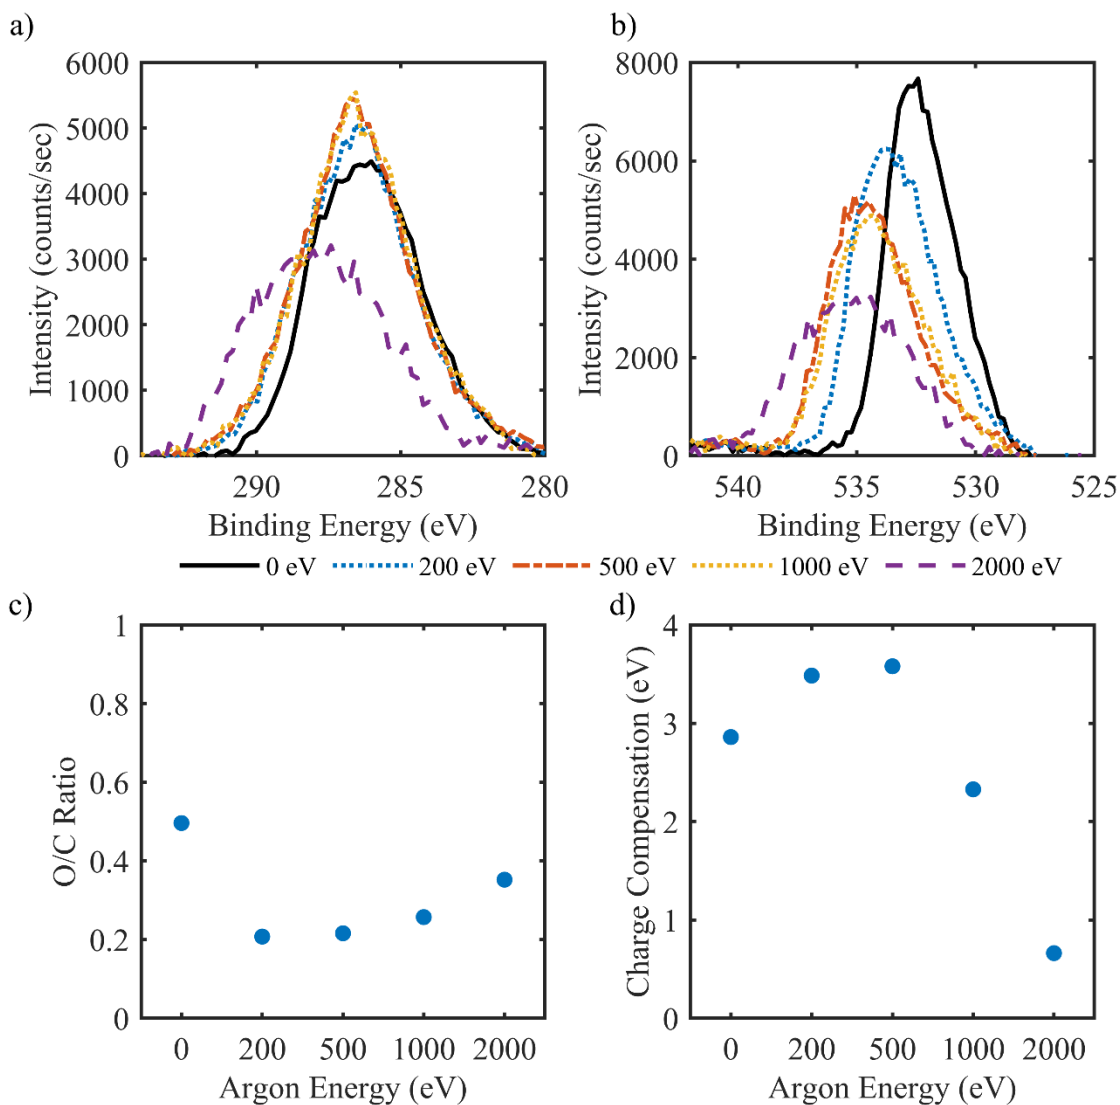 a)
b)
6000
5000
4000
3000
2000
1000
0
Intensity (counts/sec)
290
285
280
Binding Energy (eV)
8000
6000
4000
2000
0
Intensity (counts/sec)
540
535
530
525
Binding Energy (eV)
0 eV
200 eV
500 eV
1000 eV
2000 eV
c)
d)
1
0.8
0.6
0.4
0.2
0
O/C Ratio
0
200
500
1000
2000
Argon Energy (eV)
4
3
2
1
0
Charge Compensation (eV)
0
200
500
1000
2000
Argon Energy (eV)